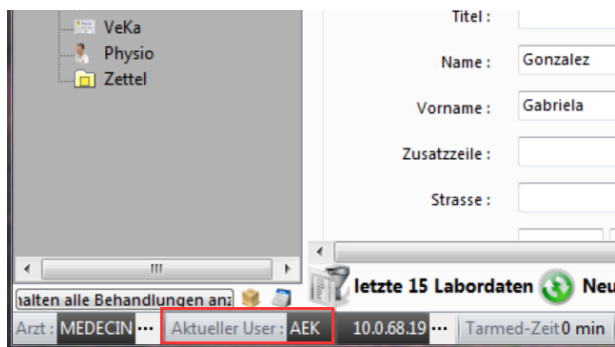 VeKa
Physio
Zettel
Titel :
Name : Gonzalez
Vorname : Gabriela
Zusatzzeile :
Strasse :
letzte 15 Labordaten Neu
halten alle Behandlungen anz
Arzt : MEDECIN ... Aktueller User : AEK 10.0.68.19 ... Tarmed-Zeit 0 min